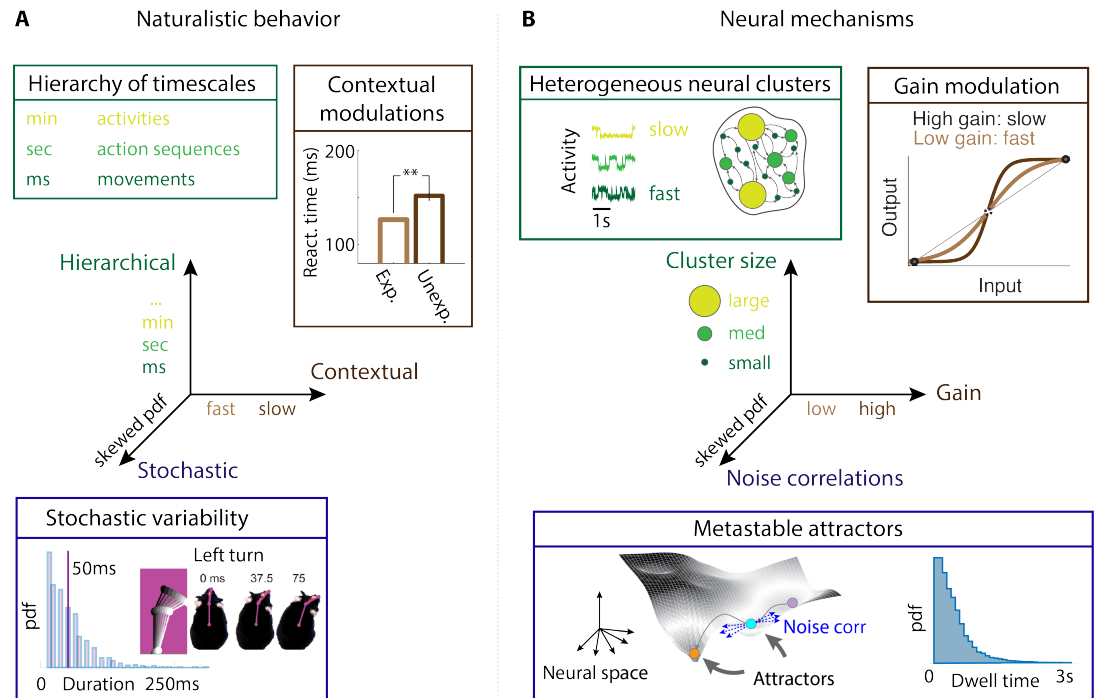 A Naturalistic behavior
Hierarchy of timescales
min activities
sec action sequences
ms movements
Contextual
modulations
200
100
React. time (ms)
**
Exp.
Unexp.
Hierarchical
...
min
sec
ms
Contextual
fast slow
skewed pdf
Stochastic
Stochastic variability
50ms
Left turn
0 ms 37.5 75
pdf
0 Duration 250ms
B Neural mechanisms
Heterogeneous neural clusters
Activity
slow
fast
1s
Gain modulation
High gain: slow
Low gain: fast
Output
Input
Cluster size
large
med
small
Gain
low high
skewed pdf
Noise correlations
Metastable attractors
Neural space
Noise corr
Attractors
pdf
0 Dwell time 3s